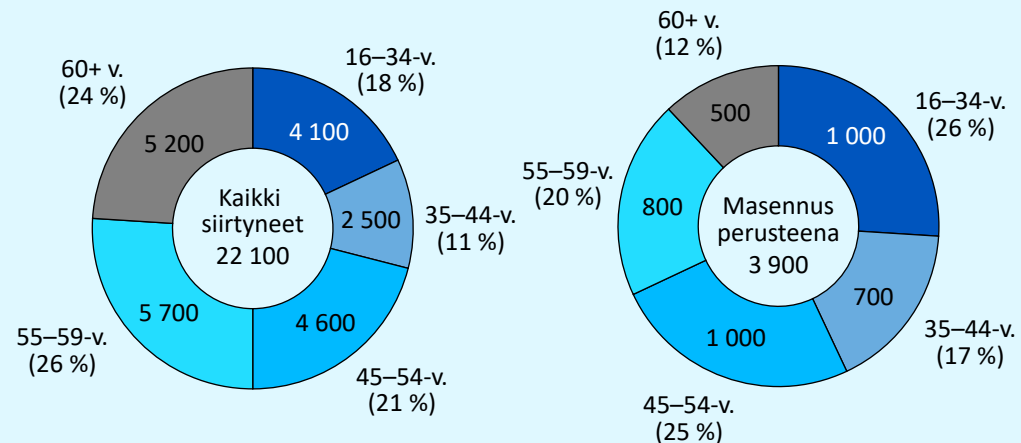 16–34-v.
(18 %)
4 100
35–44-v.
(11 %)
2 500
45–54-v.
(21 %)
4 600
55–59-v.
(26 %)
5 700
60+ v.
(24 %)
5 200
Kaikki
siirtyneet
22 100
16–34-v.
(26 %)
1 000
35–44-v.
(17 %)
700
45–54-v.
(25 %)
1 000
55–59-v.
(20 %)
800
60+ v.
(12 %)
500
Masennus
perusteena
3 900